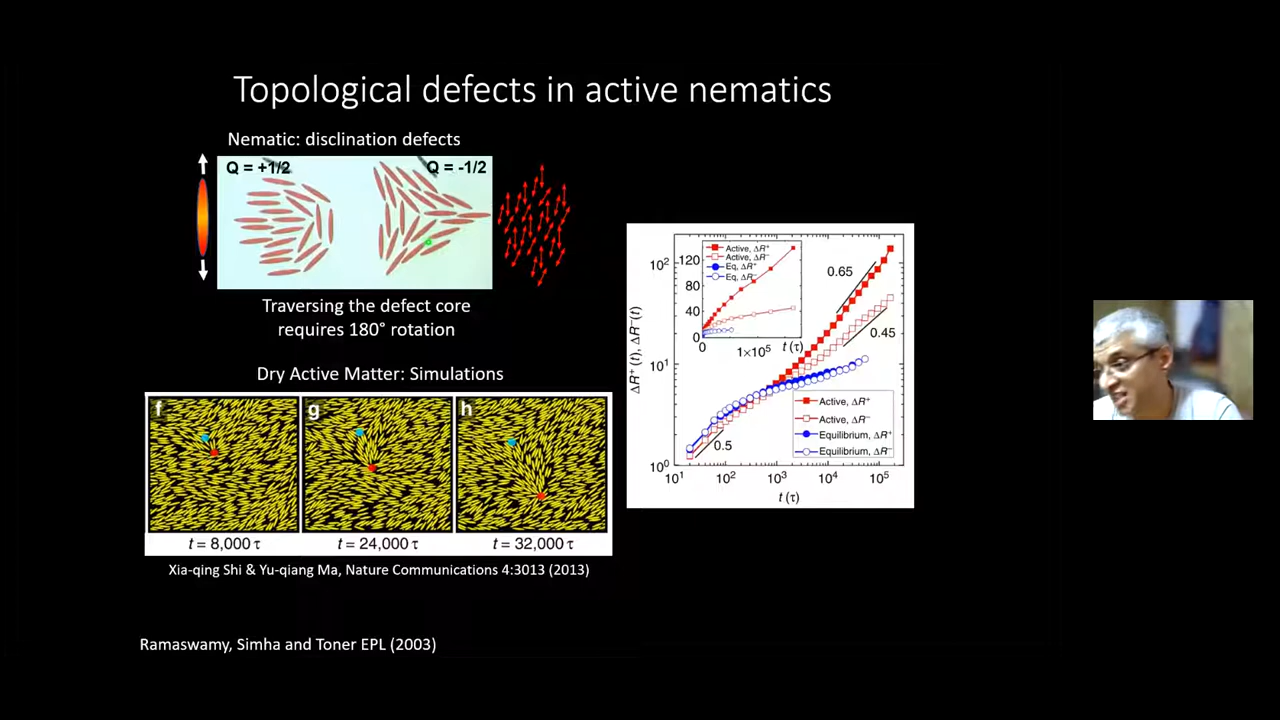 Topological defects in active nematics
Nematic: disclination defects
Q = +1/2
Q = -1/2
Traversing the defect core
requires 180° rotation
Dry Active Matter: Simulations
f
g
h
t = 8,000 τ
t = 24,000 τ
t = 32,000 τ
Xia-qing Shi & Yu-qiang Ma, Nature Communications 4:3013 (2013)
Ramaswamy, Simha and Toner EPL (2003)
ΔR⁺ (t), ΔR⁻(t)
10²
10¹
10⁰
120
80
40
0
Active, ΔR⁺
Active, ΔR⁻
Eq, ΔR⁺
Eq, ΔR⁻
0
1×10⁵
t (τ)
0.65
0.45
0.5
Active, ΔR⁺
Active, ΔR⁻
Equilibrium, ΔR⁺
Equilibrium, ΔR⁻
10¹
10²
10³
10⁴
10⁵
t (τ)